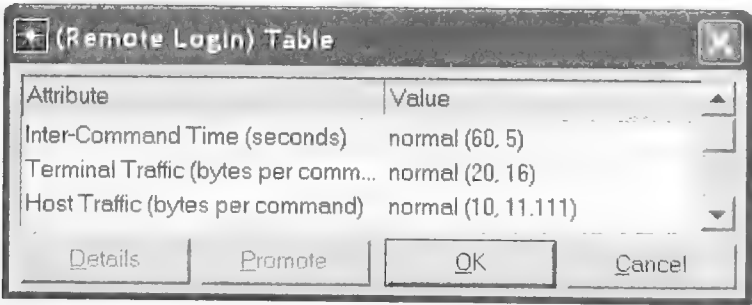 (Remote Login) Table
Attribute Value
Inter-Command Time (seconds) normal (60, 5)
Terminal Traffic (bytes per comm... normal (20, 16)
Host Traffic (bytes per command) normal (10, 11.111)
Details Promote OK Cancel